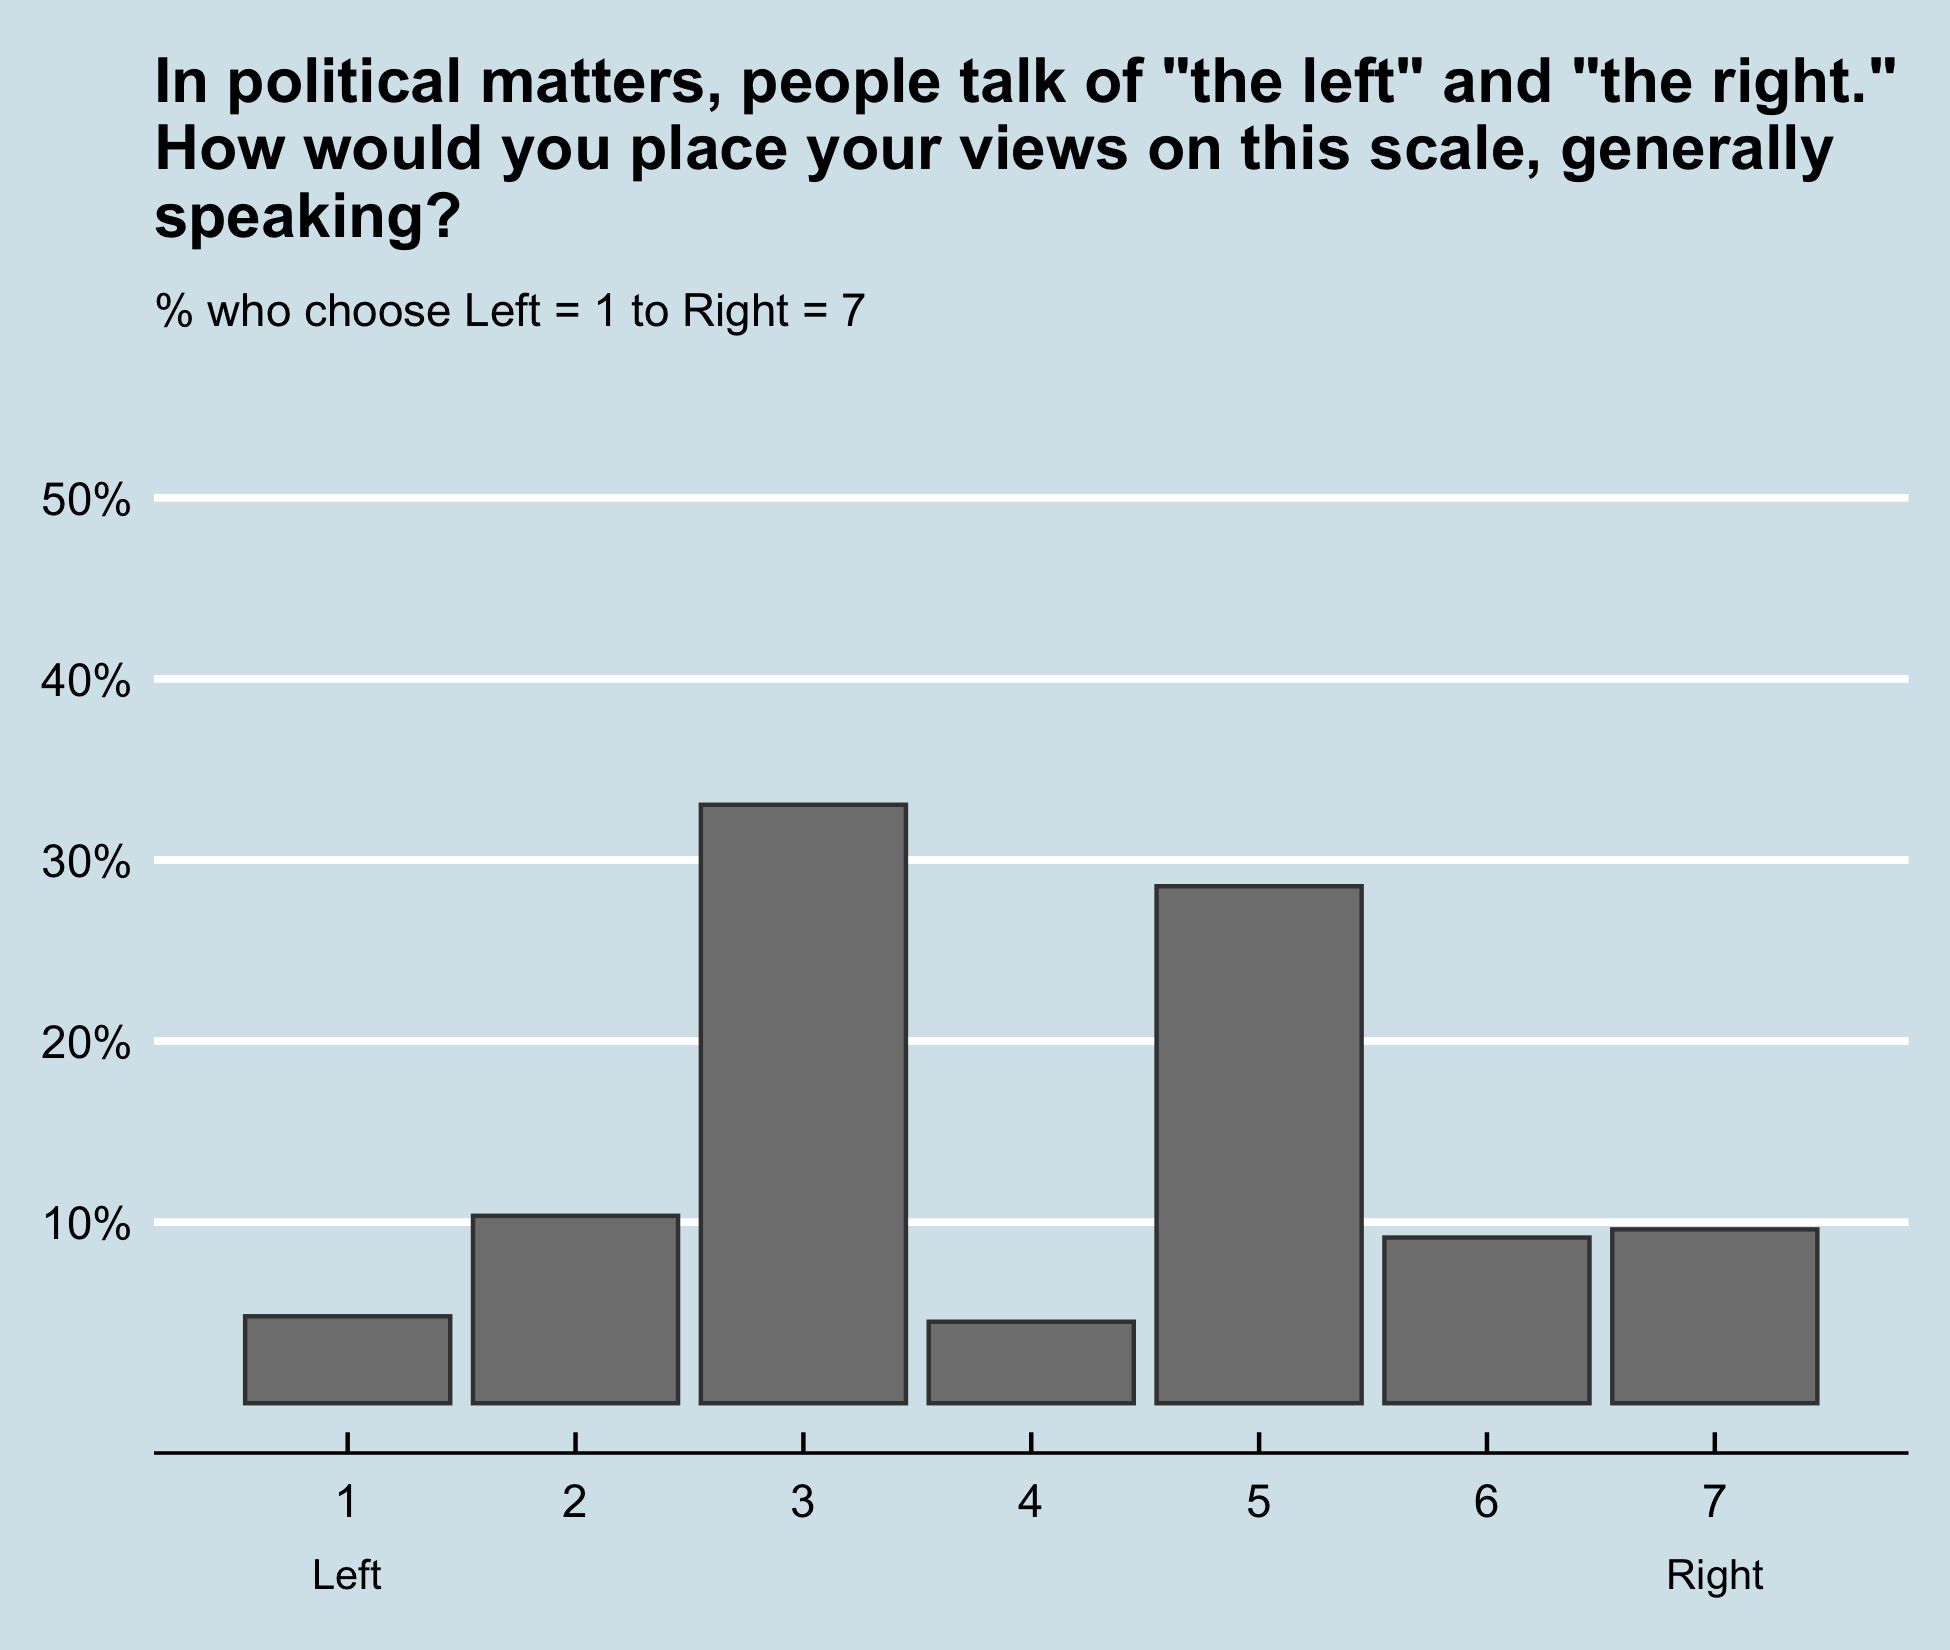 In political matters, people talk of "the left" and "the right."
How would you place your views on this scale, generally
speaking?
% who choose Left = 1 to Right = 7
50%
40%
30%
20%
10%
1 2 3 4 5 6 7
Left Right